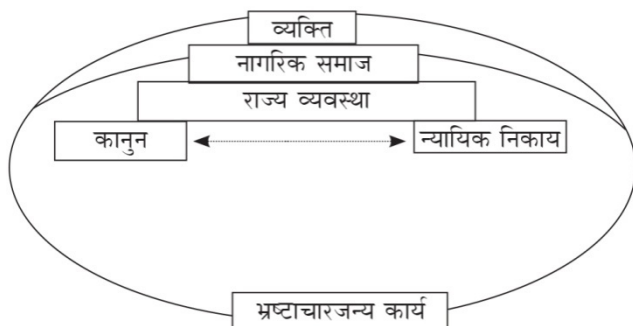 व्यक्ति
नागरिक समाज
राज्य व्यवस्था
कानुन
न्यायिक निकाय
भ्रष्टाचारजन्य कार्य